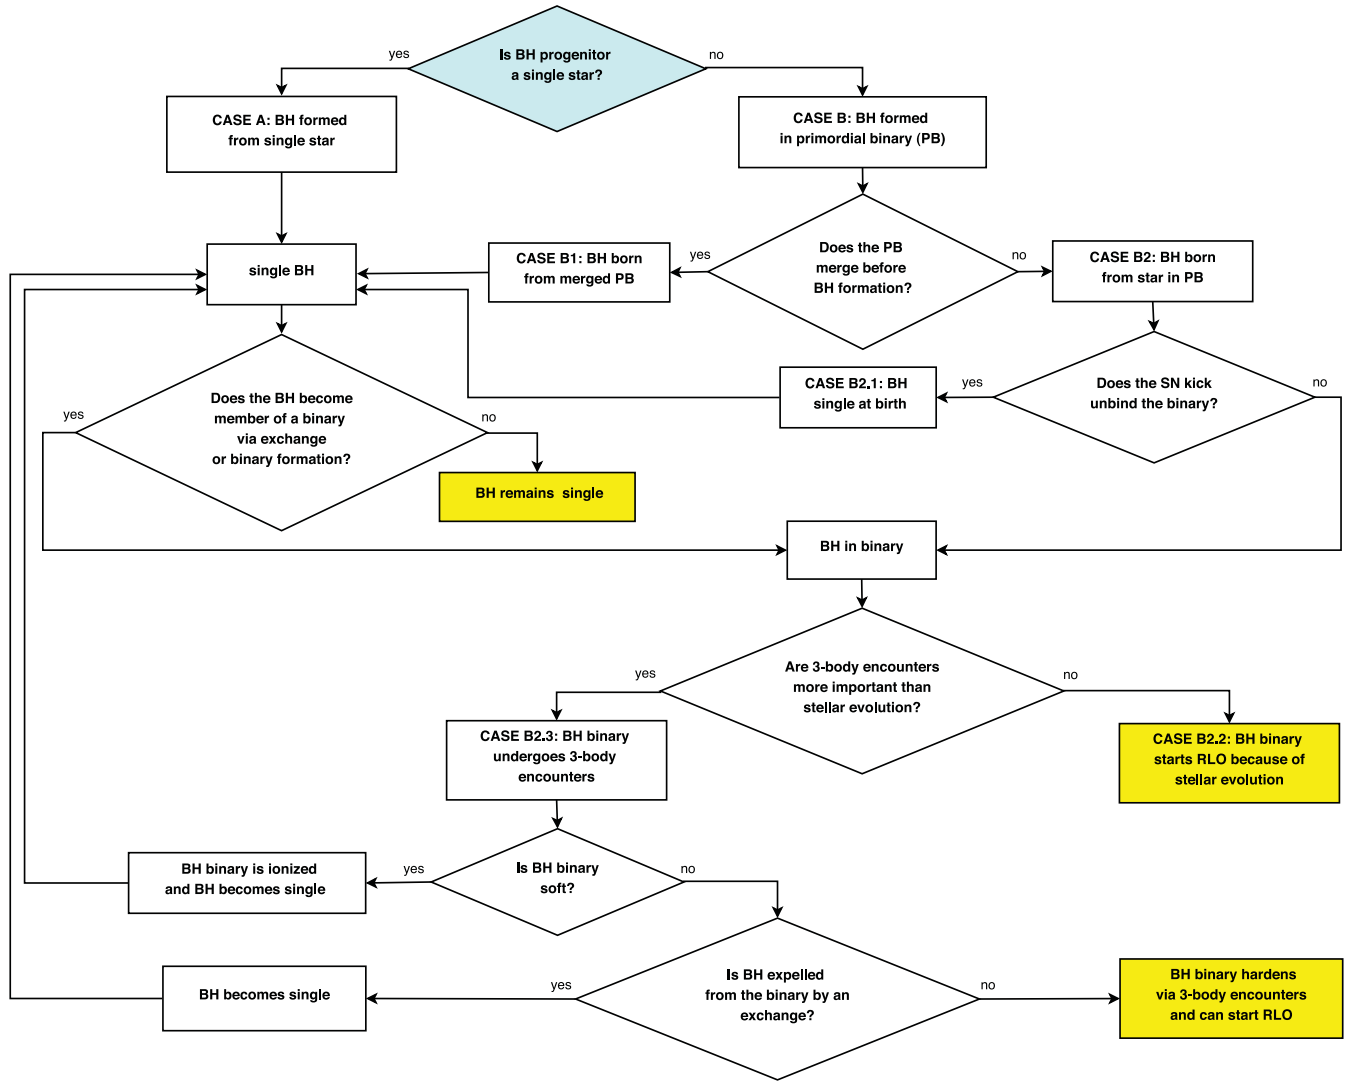 Is BH progenitor
a single star?
yes
no
CASE A: BH formed
from single star
CASE B: BH formed
in primordial binary (PB)
single BH
CASE B1: BH born
from merged PB
yes
Does the PB
merge before
BH formation?
no
CASE B2: BH born
from star in PB
yes
Does the BH become
member of a binary
via exchange
or binary formation?
no
BH remains single
CASE B2.1: BH
single at birth
yes
Does the SN kick
unbind the binary?
no
BH in binary
yes
Are 3-body encounters
more important than
stellar evolution?
no
CASE B2.3: BH binary
undergoes 3-body
encounters
CASE B2.2: BH binary
starts RLO because of
stellar evolution
BH binary is ionized
and BH becomes single
yes
Is BH binary
soft?
no
BH becomes single
yes
Is BH expelled
from the binary by an
exchange?
no
BH binary hardens
via 3-body encounters
and can start RLO